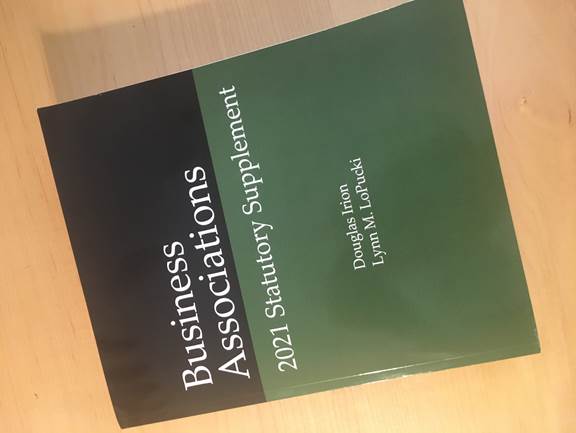 Business
Associations
2021 Statutory Supplement
Douglas Irion
Lynn M. LoPucki